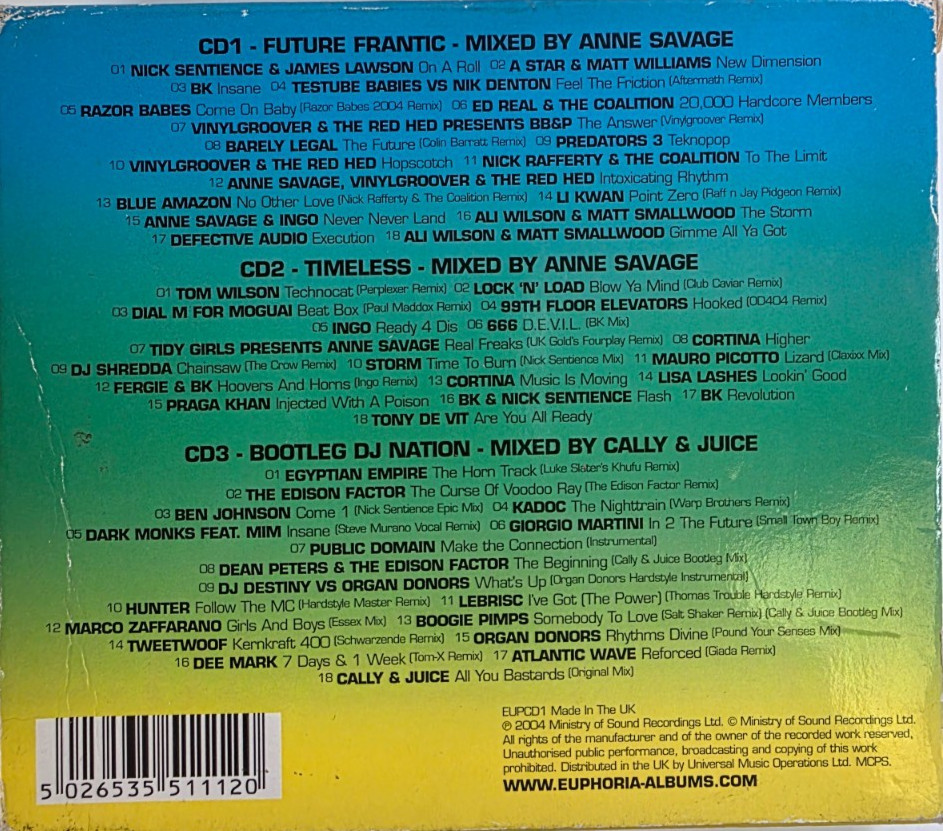 CD1 - FUTURE FRANTIC - MIXED BY ANNE SAVAGE
01 NICK SENTIENCE & JAMES LAWSON On A Roll 02 A STAR & MATT WILLIAMS New Dimension
03 BK Insane 04 TESTUBE BABIES VS NIK DENTON Feel The Friction (Aftermath Remix)
05 RAZOR BABES Come On Baby (Razor Babes 2004 Remix) 06 ED REAL & THE COALITION 20,000 Hardcore Members
07 VINYLGROOVER & THE RED HED PRESENTS BB&P The Answer (Vinylgroover Remix)
08 BARELY LEGAL The Future (Colin Barratt Remix) 09 PREDATORS 3 Teknopop
10 VINYLGROOVER & THE RED HED Hopscotch 11 NICK RAFFERTY & THE COALITION To The Limit
12 ANNE SAVAGE, VINYLGROOVER & THE RED HED Intoxicating Rhythm
13 BLUE AMAZON No Other Love (Nick Rafferty & The Coalition Remix) 14 LI KWAN Point Zero (Raff n Jay Pidgeon Remix)
15 ANNE SAVAGE & INGO Never Never Land 16 ALI WILSON & MATT SMALLWOOD The Storm
17 DEFECTIVE AUDIO Execution 18 ALI WILSON & MATT SMALLWOOD Gimme All Ya Got
CD2 - TIMELESS - MIXED BY ANNE SAVAGE
01 TOM WILSON Technocat (Perplexer Remix) 02 LOCK 'N' LOAD Blow Ya Mind (Club Caviar Remix)
03 DIAL M FOR MOGUAI Beat Box (Paul Maddox Remix) 04 99TH FLOOR ELEVATORS Hooked (OD404 Remix)
05 INGO Ready 4 Dis 06 666 D.E.V.I.L. (BK Mix)
07 TIDY GIRLS PRESENTS ANNE SAVAGE Real Freaks (UK Gold's Fourplay Remix) 08 CORTINA Higher
09 DJ SHREDDA Chainsaw (The Crow Remix) 10 STORM Time To Burn (Nick Sentience Mix) 11 MAURO PICOTTO Lizard (Claxixx Mix)
12 FERGIE & BK Hoovers And Horns (Ingo Remix) 13 CORTINA Music Is Moving 14 LISA LASHES Lookin' Good
15 PRAGA KHAN Injected With A Poison 16 BK & NICK SENTIENCE Flash 17 BK Revolution
18 TONY DE VIT Are You All Ready
CD3 - BOOTLEG DJ NATION - MIXED BY CALLY & JUICE
01 EGYPTIAN EMPIRE The Horn Track (Luke Slater's Khufu Remix)
02 THE EDISON FACTOR The Curse Of Voodoo Ray (The Edison Factor Remix)
03 BEN JOHNSON Come 1 (Nick Sentience Epic Mix) 04 KADOC The Nighttrain (Warp Brothers Remix)
05 DARK MONKS FEAT. MIM Insane (Steve Murano Vocal Remix) 06 GIORGIO MARTINI In 2 The Future (Small Town Boy Remix)
07 PUBLIC DOMAIN Make the Connection (Instrumental)
08 DEAN PETERS & THE EDISON FACTOR The Beginning (Cally & Juice Bootleg Mix)
09 DJ DESTINY VS ORGAN DONORS What's Up (Organ Donors Hardstyle Instrumental)
10 HUNTER Follow The MC (Hardstyle Master Remix) 11 LEBRISC I've Got (The Power) (Thomas Trouble Hardstyle Remix)
12 MARCO ZAFFARANO Girls And Boys (Essex Mix) 13 BOOGIE PIMPS Somebody To Love (Salt Shaker Remix) (Cally & Juice Bootleg Mix)
14 TWEETWOOF Kernkraft 400 (Schwarzende Remix) 15 ORGAN DONORS Rhythms Divine (Pound Your Senses Mix)
16 DEE MARK 7 Days & 1 Week (Tom-X Remix) 17 ATLANTIC WAVE Reforced (Giada Remix)
18 CALLY & JUICE All You Bastards (Original Mix)
EUPCD1 Made In The UK
℗ 2004 Ministry of Sound Recordings Ltd. © Ministry of Sound Recordings Ltd.
All rights of the manufacturer and of the owner of the recorded work reserved.
Unauthorised public performance, broadcasting and copying of this work
prohibited. Distributed in the UK by Universal Music Operations Ltd. MCPS.
WWW.EUPHORIA-ALBUMS.COM
5 026535 511120